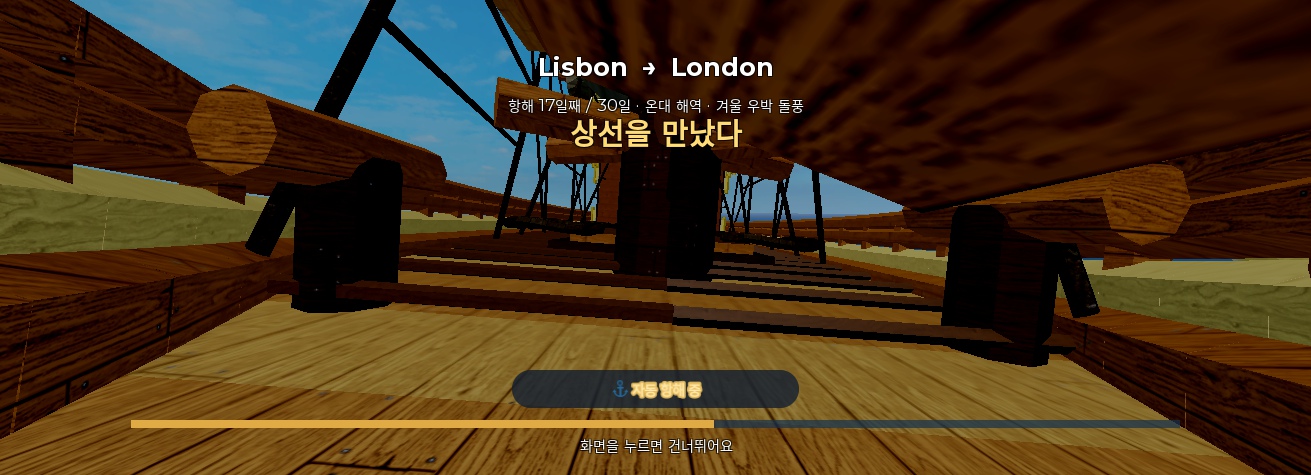 Lisbon → London
항해 17일째 / 30일 · 온대 해역 · 겨울 우박 돌풍
상선을 만났다
자동 항해 중
화면을 누르면 건너뛰어요